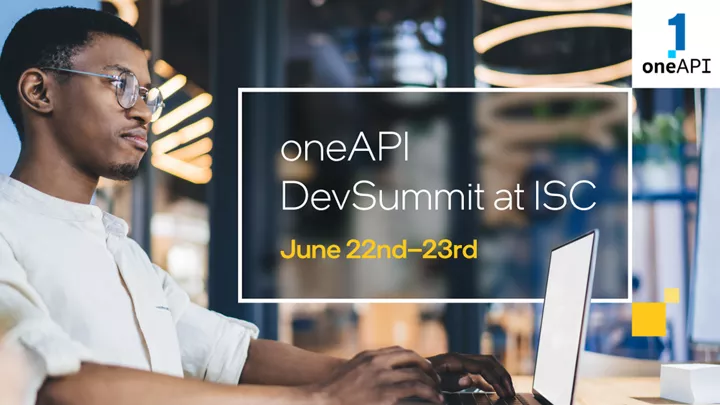 1
oneAPI
oneAPI
DevSummit at ISC
June 22nd–23rd